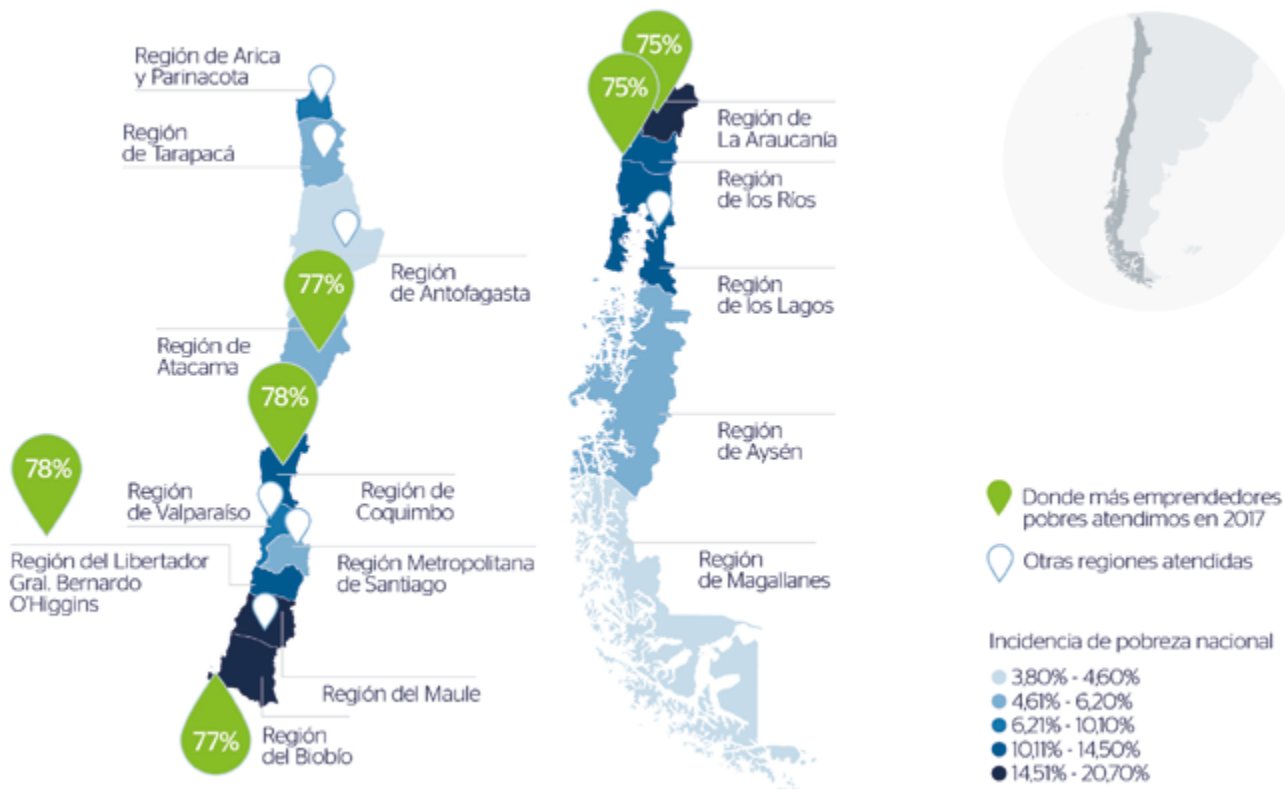 Región de Arica
y Parinacota
Región
de Tarapacá
Región
de Antofagasta
77%
Región de
Atacama
78%
78%
Región
de Valparaíso
Región de
Coquimbo
Región del Libertador
Gral. Bernardo
O'Higgins
Región Metropolitana
de Santiago
Región del Maule
77%
Región
del Biobío
75%
75%
Región de
La Araucanía
Región
de los Ríos
Región
de los Lagos
Región
de Aysén
Región
de Magallanes
Donde más emprendedores
pobres atendimos en 2017
Otras regiones atendidas
Incidencia de pobreza nacional
3,80% - 4,60%
4,61% - 6,20%
6,21% - 10,10%
10,11% - 14,50%
14,51% - 20,70%